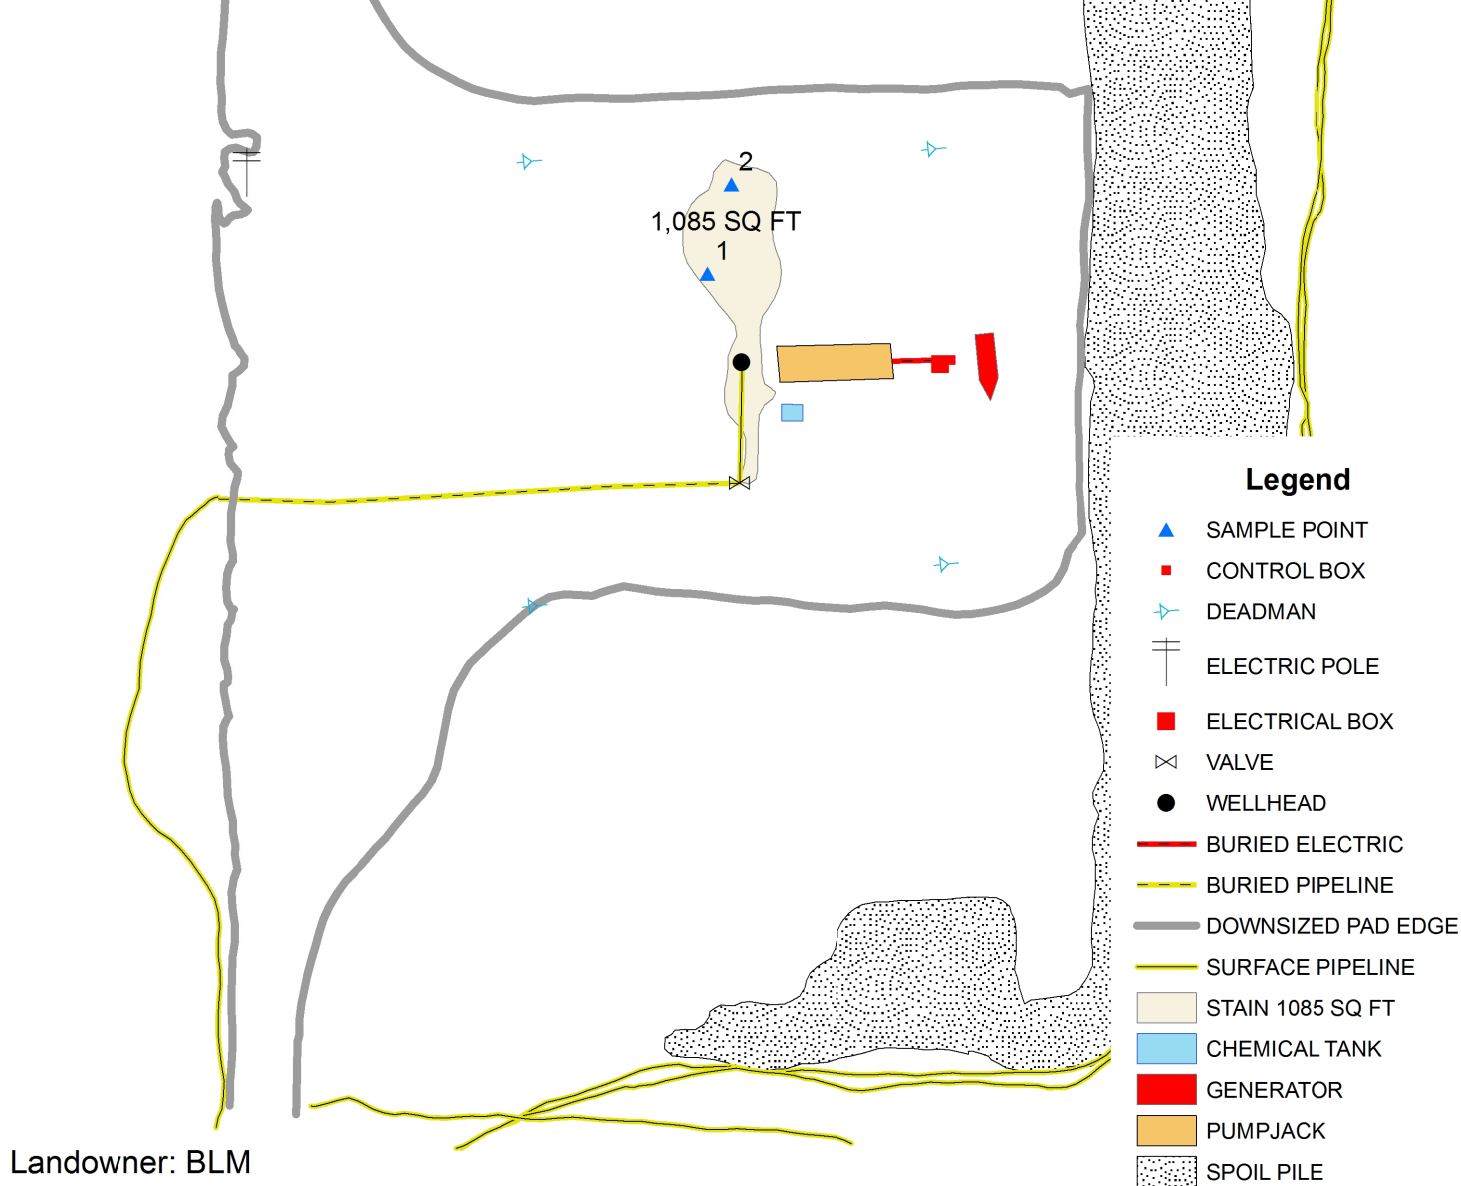 2
1,085 SQ FT
1
Legend
SAMPLE POINT
CONTROL BOX
DEADMAN
ELECTRIC POLE
ELECTRICAL BOX
VALVE
WELLHEAD
BURIED ELECTRIC
BURIED PIPELINE
DOWNSIZED PAD EDGE
SURFACE PIPELINE
STAIN 1085 SQ FT
CHEMICAL TANK
GENERATOR
PUMPJACK
SPOIL PILE
Landowner: BLM